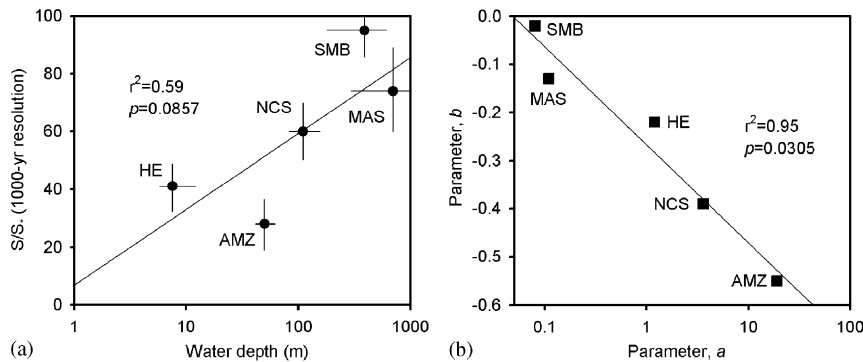 100
80
60
40
20
0
S/S* (1000-yr resolution)
r²=0.59
p=0.0857
SMB
NCS
MAS
HE
AMZ
1
10
100
1000
Water depth (m)
(a)
0.0
-0.1
-0.2
-0.3
-0.4
-0.5
-0.6
Parameter, b
SMB
MAS
HE
r²=0.95
p=0.0305
NCS
AMZ
0.1
1
10
100
Parameter, a
(b)